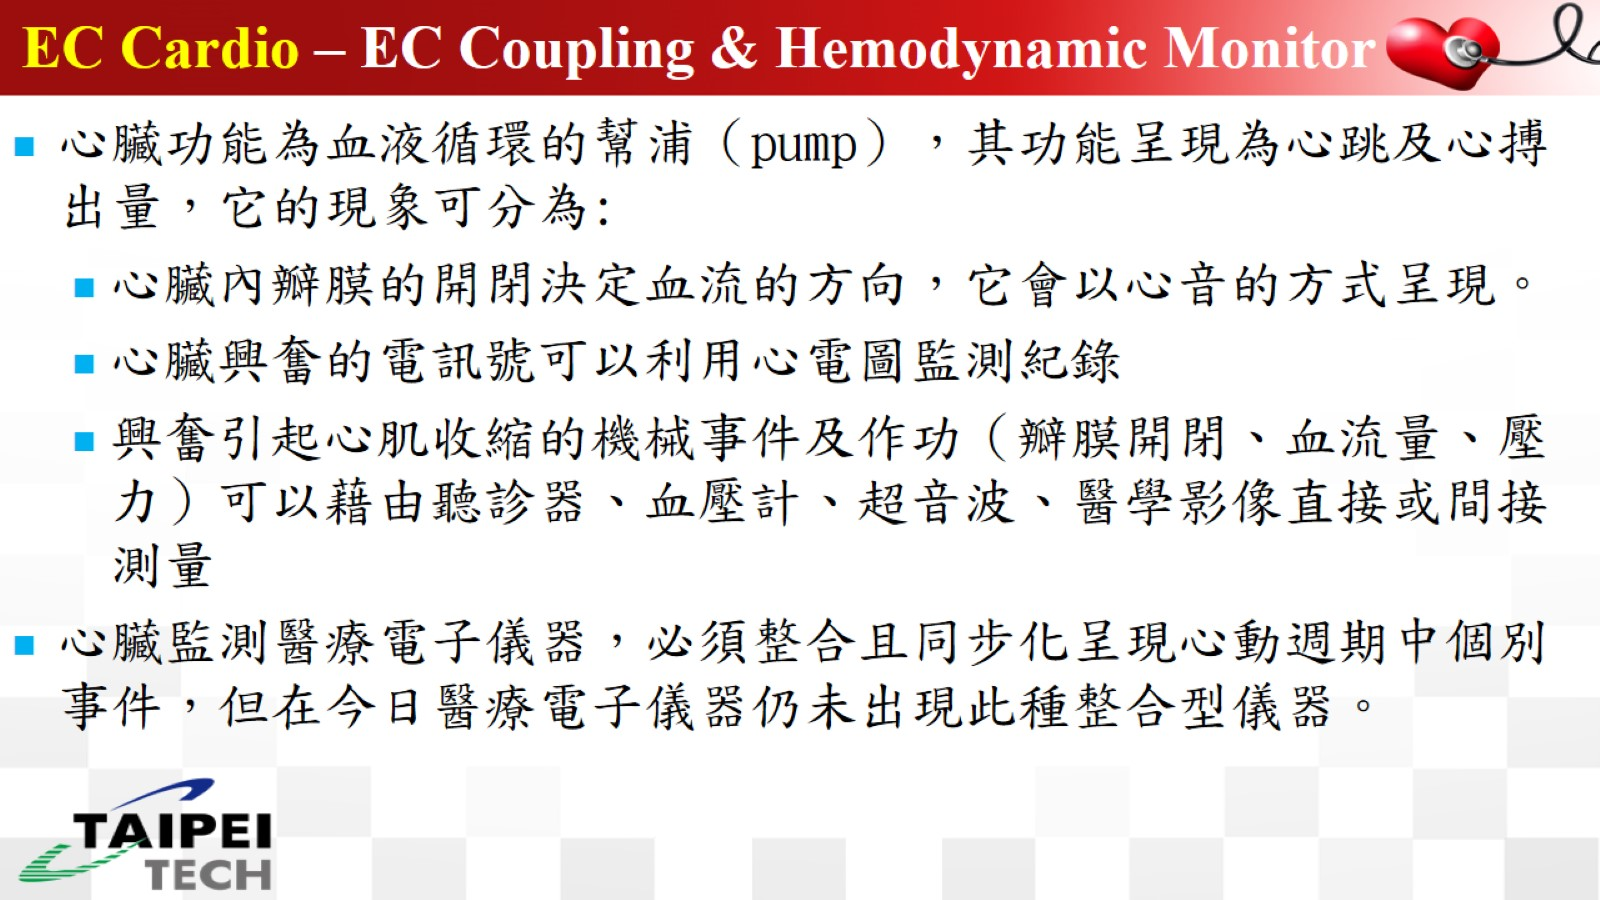 EC Cardio – EC Coupling & Hemodynamic Monitor
心臟功能為血液循環的幫浦（pump），其功能呈現為心跳及心搏
出量，它的現象可分為:
心臟內瓣膜的開閉決定血流的方向，它會以心音的方式呈現。
心臟興奮的電訊號可以利用心電圖監測紀錄
興奮引起心肌收縮的機械事件及作功（瓣膜開閉、血流量、壓
力）可以藉由聽診器、血壓計、超音波、醫學影像直接或間接
測量
心臟監測醫療電子儀器，必須整合且同步化呈現心動週期中個別
事件，但在今日醫療電子儀器仍未出現此種整合型儀器。
TAIPEI
TECH